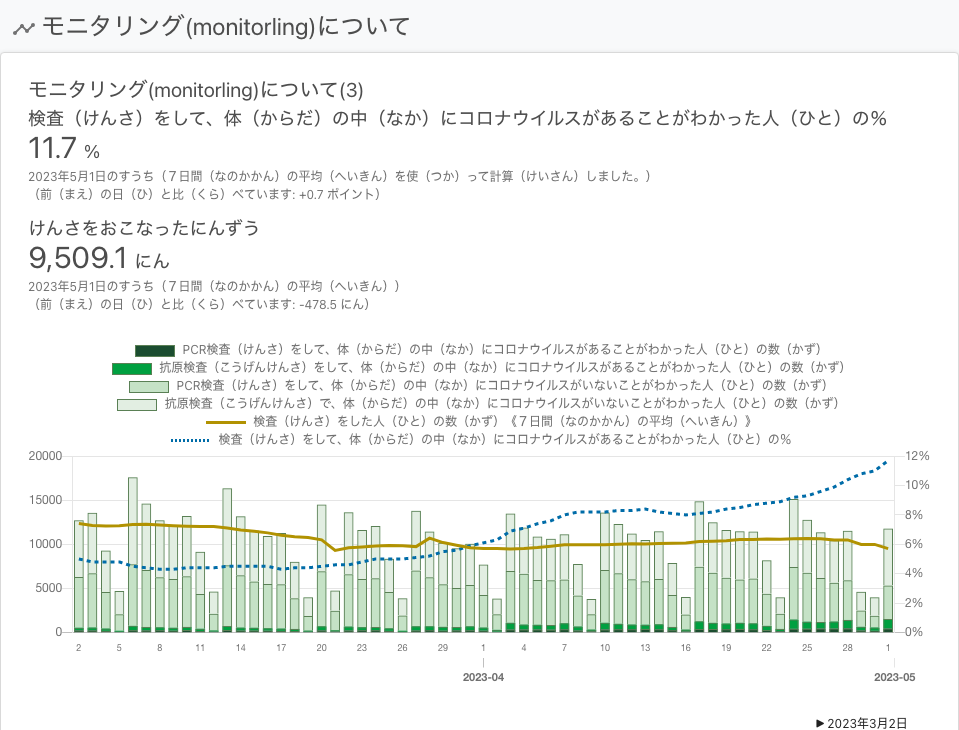 モニタリング(monitorling)について
モニタリング(monitorling)について(3)
検査（けんさ）をして、体（からだ）の中（なか）にコロナウイルスがあることがわかった人（ひと）の%
11.7 %
2023年5月1日のすうち（７日間（なのかかん）の平均（へいきん）を使（つか）って計算（けいさん）しました。）
（前（まえ）の日（ひ）と比（くら）べています: +0.7 ポイント）
けんさをおこなったにんずう
9,509.1 にん
2023年5月1日のすうち（７日間（なのかかん）の平均（へいきん））
（前（まえ）の日（ひ）と比（くら）べています: -478.5 にん）
PCR検査（けんさ）をして、体（からだ）の中（なか）にコロナウイルスがあることがわかった人（ひと）の数（かず）
抗原検査（こうげんけんさ）をして、体（からだ）の中（なか）にコロナウイルスがあることがわかった人（ひと）の数（かず）
PCR検査（けんさ）をして、体（からだ）の中（なか）にコロナウイルスがいないことがわかった人（ひと）の数（かず）
抗原検査（こうげんけんさ）で、体（からだ）の中（なか）にコロナウイルスがいないことがわかった人（ひと）の数（かず）
検査（けんさ）をした人（ひと）の数（かず）《７日間（なのかかん）の平均（へいきん）》
検査（けんさ）をして、体（からだ）の中（なか）にコロナウイルスがあることがわかった人（ひと）の%
20000 12%
10%
15000
8%
10000 6%
4%
5000
2%
0 0%
2 5 8 11 14 17 20 23 26 29 1 4 7 10 13 16 19 22 25 28 1
2023-04 2023-05
▶2023年3月2日